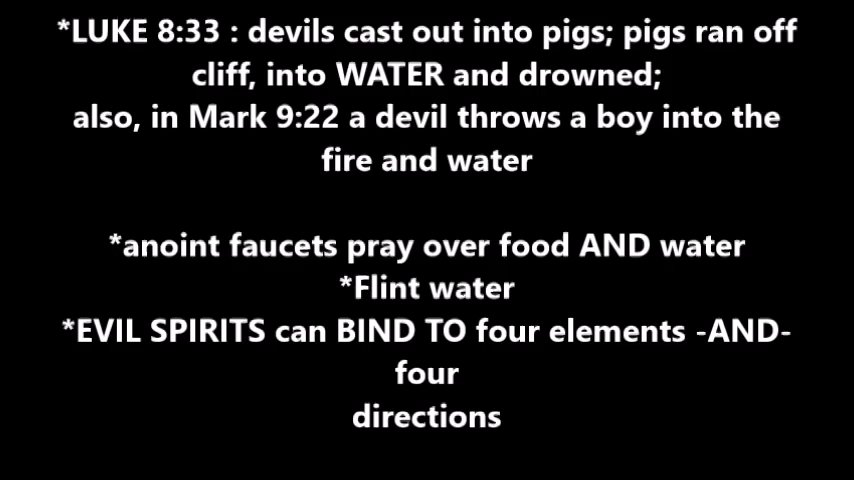 *LUKE 8:33 : devils cast out into pigs; pigs ran off
cliff, into WATER and drowned;
also, in Mark 9:22 a devil throws a boy into the
fire and water
*anoint faucets pray over food AND water
*Flint water
*EVIL SPIRITS can BIND TO four elements -AND-
four
directions